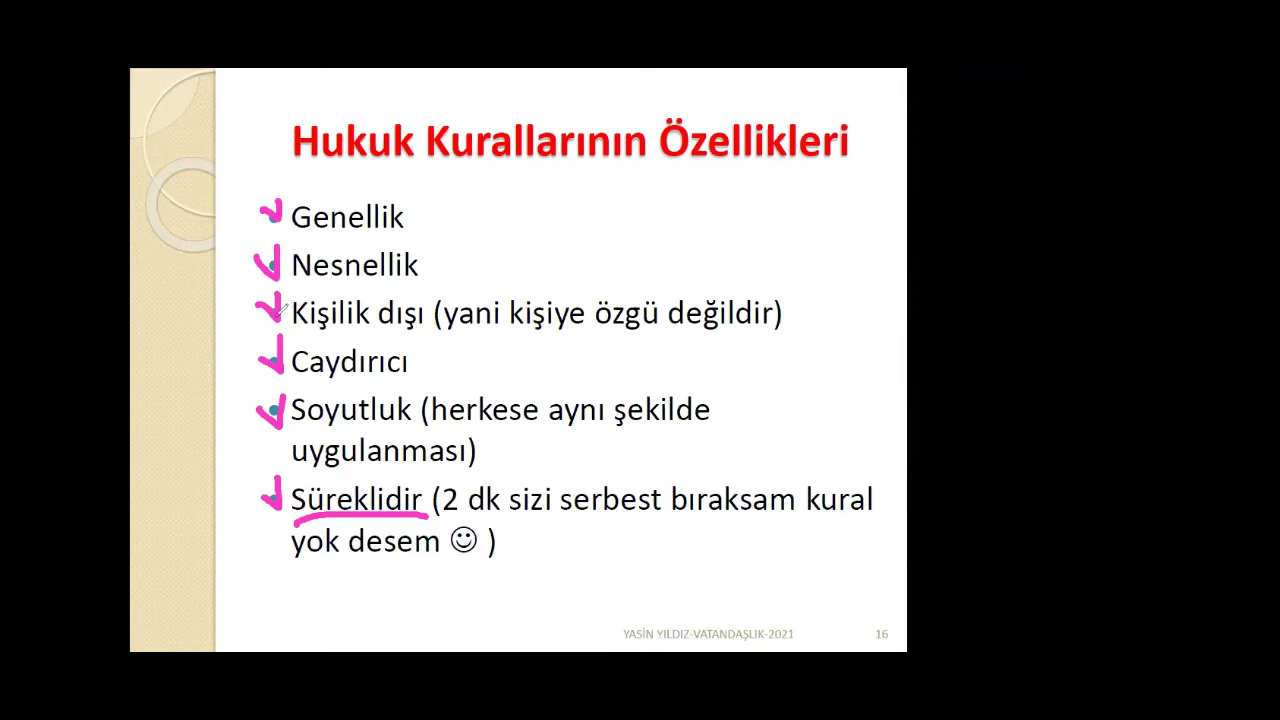 Hukuk Kurallarının Özellikleri
Genellik
Nesnellik
Kişilik dışı (yani kişiye özgü değildir)
Caydırıcı
Soyutluk (herkese aynı şekilde
uygulanması)
Süreklidir (2 dk sizi serbest bıraksam kural
yok desem ☺ )
YASİN YILDIZ-VATANDAŞLIK-2021 16